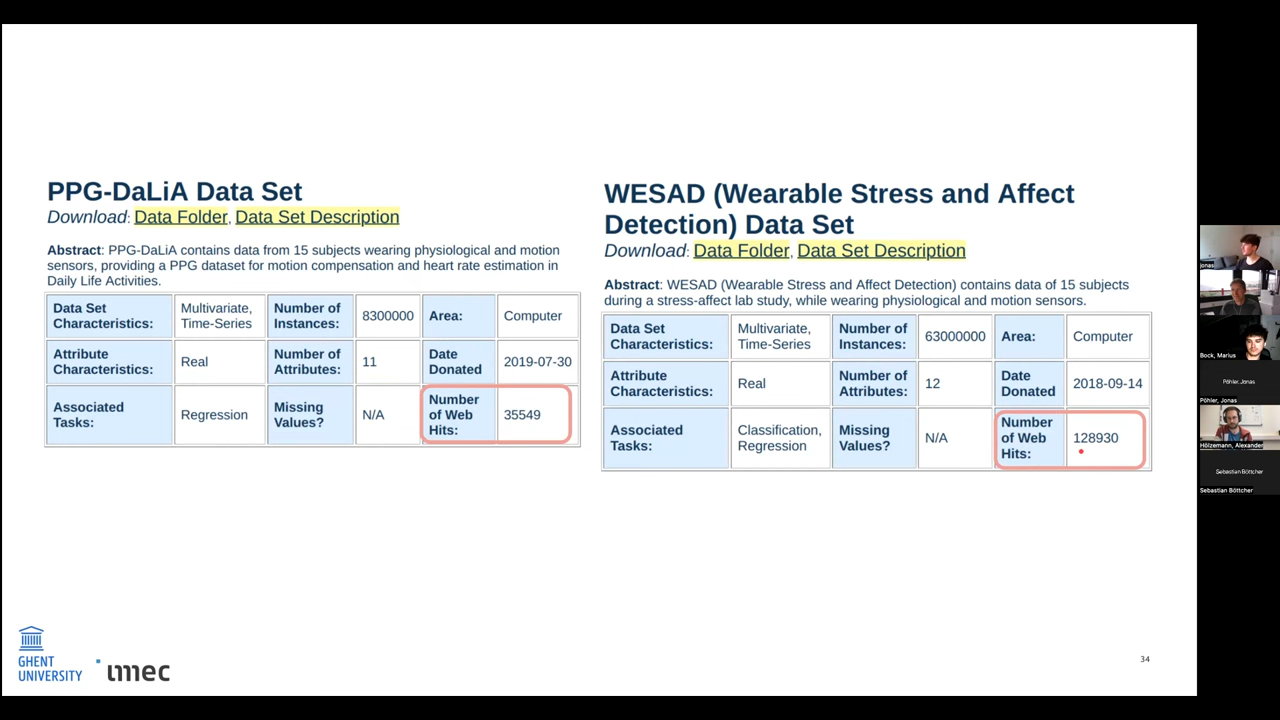 PPG-DaLiA Data Set
Download: Data Folder, Data Set Description
Abstract: PPG-DaLiA contains data from 15 subjects wearing physiological and motion
sensors, providing a PPG dataset for motion compensation and heart rate estimation in
Daily Life Activities.
Data Set Characteristics: Multivariate, Time-Series Number of Instances: 8300000 Area: Computer
Attribute Characteristics: Real Number of Attributes: 11 Date Donated 2019-07-30
Associated Tasks: Regression Missing Values? N/A Number of Web Hits: 35549
WESAD (Wearable Stress and Affect
Detection) Data Set
Download: Data Folder, Data Set Description
Abstract: WESAD (Wearable Stress and Affect Detection) contains data of 15 subjects
during a stress-affect lab study, while wearing physiological and motion sensors.
Data Set Characteristics: Multivariate, Time-Series Number of Instances: 63000000 Area: Computer
Attribute Characteristics: Real Number of Attributes: 12 Date Donated 2018-09-14
Associated Tasks: Classification, Regression Missing Values? N/A Number of Web Hits: 128930
GHENT
UNIVERSITY
imec
34
jonas
Bock, Marius
Pöhler, Jonas
Pöhler, Jonas
Hölzemann, Alexander
Sebastian Böttcher
Sebastian Böttcher